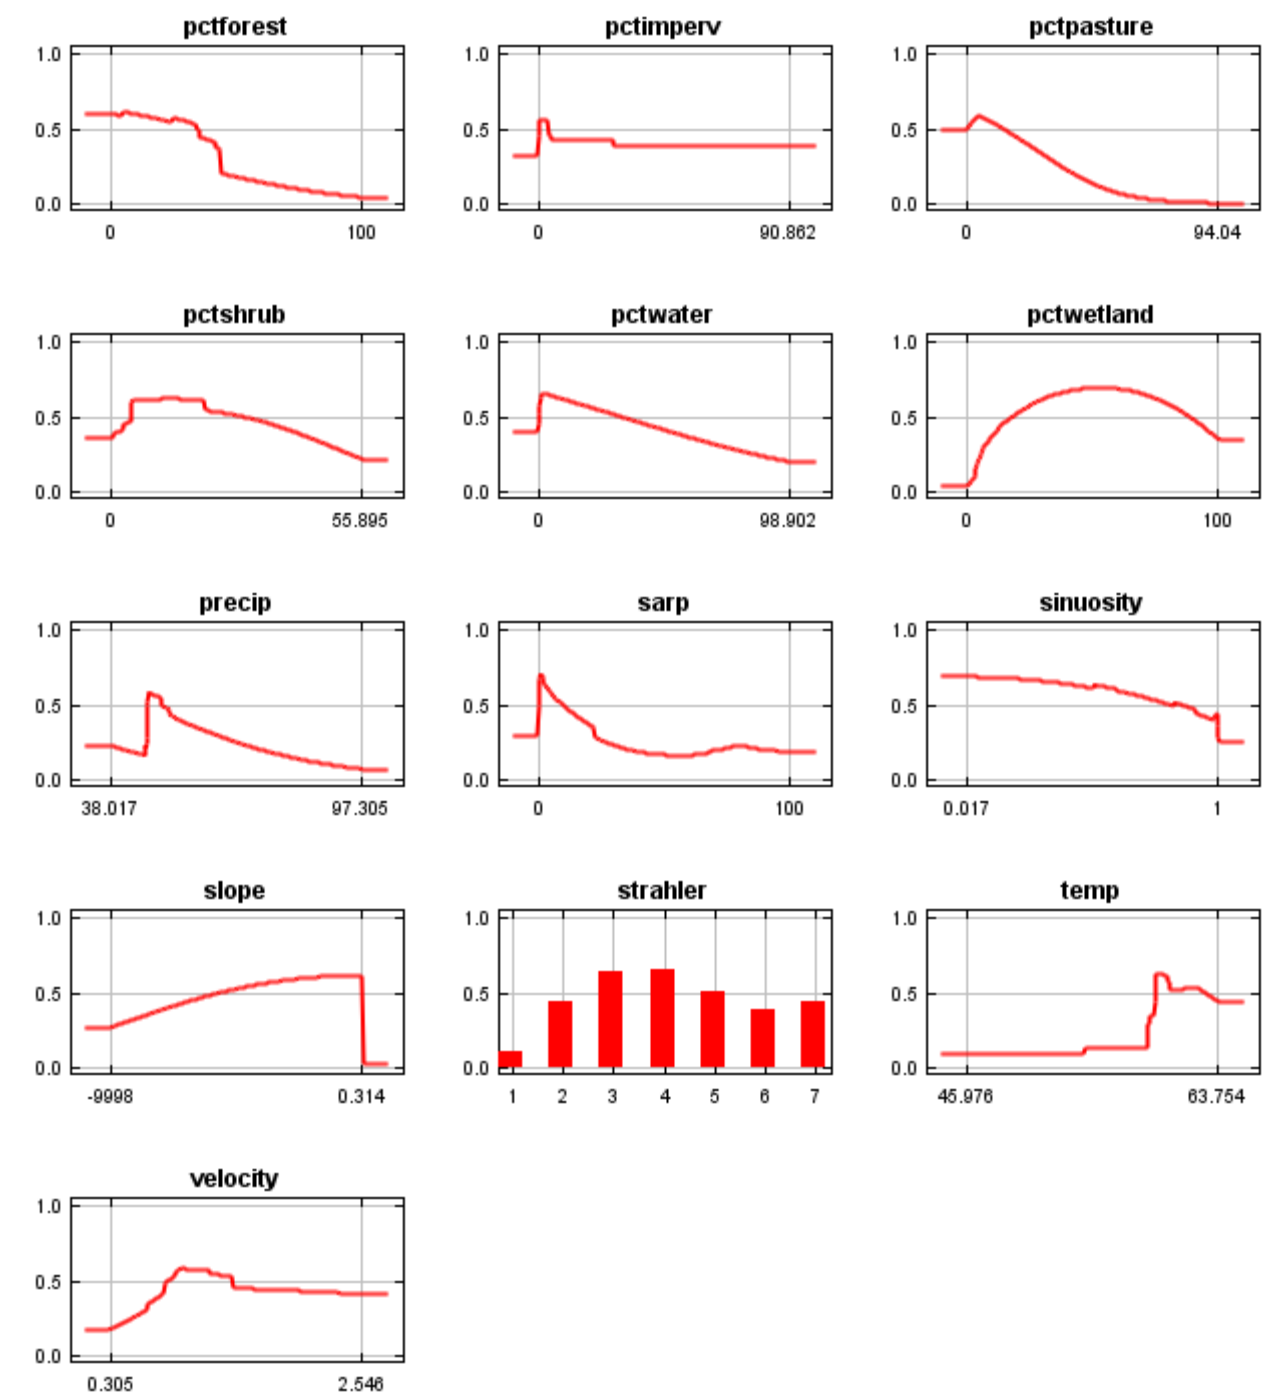 pctforest pctimperv pctpasture
1.0 1.0 1.0
0.5 0.5 0.5
0.0 0.0 0.0
0 100 0 90.862 0 94.04
pctshrub pctwater pctwetland
1.0 1.0 1.0
0.5 0.5 0.5
0.0 0.0 0.0
0 55.895 0 98.902 0 100
precip sarp sinuosity
1.0 1.0 1.0
0.5 0.5 0.5
0.0 0.0 0.0
38.017 97.305 0 100 0.017 1
slope strahler temp
1.0 1.0 1.0
0.5 0.5 0.5
0.0 0.0 0.0
-9998 0.314 1 2 3 4 5 6 7 45.976 63.754
velocity
1.0
0.5
0.0
0.305 2.546